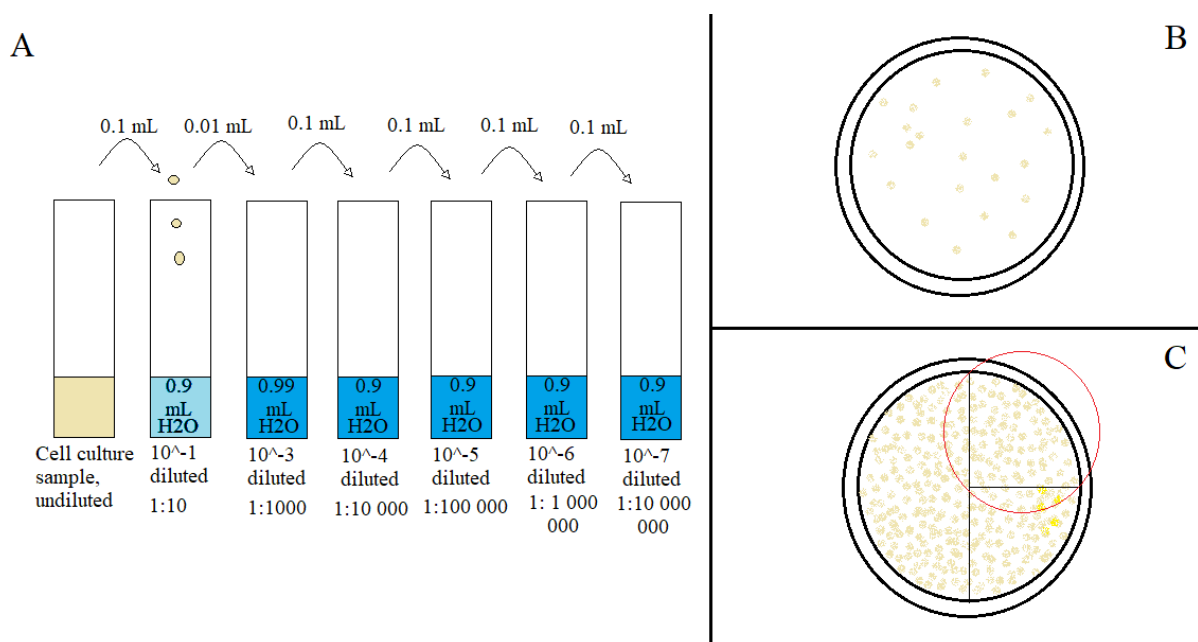 A
B
0.1 mL
0.01 mL
0.1 mL
0.1 mL
0.1 mL
0.1 mL
0.9
mL
H2O
0.99
mL
H2O
0.9
mL
H2O
0.9
mL
H2O
0.9
mL
H2O
0.9
mL
H2O
Cell culture
sample,
undiluted
10^-1
diluted
1:10
10^-3
diluted
1:1000
10^-4
diluted
1:10 000
10^-5
diluted
1:100 000
10^-6
diluted
1: 1 000
000
10^-7
diluted
1:10 000
000
C